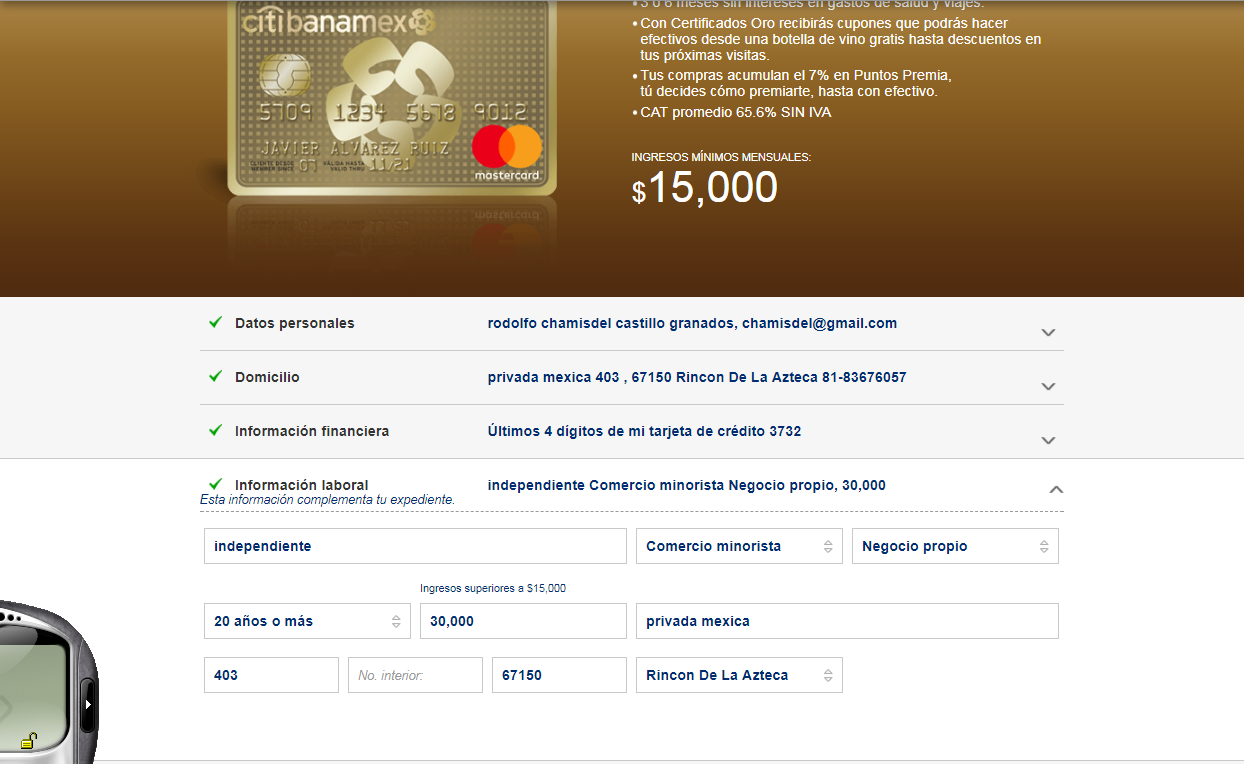 3 o 6 meses sin intereses en gastos de salud y viajes.
citibanamex
• Con Certificados Oro recibirás cupones que podrás hacer
efectivos desde una botella de vino gratis hasta descuentos en
tus próximas visitas.
• Tus compras acumulan el 7% en Puntos Premia,
tú decides cómo premiarte, hasta con efectivo.
• CAT promedio 65.6% SIN IVA
5709 1234 5678 9012
JAVIER ALVAREZ RUIZ
CLIENTE DESDE
MEMBER SINCE 07 VÁLIDA HASTA
VALID THRU 11/21
mastercard.
INGRESOS MÍNIMOS MENSUALES:
$15,000
Datos personales rodolfo chamisdel castillo granados, chamisdel@gmail.com
Domicilio privada mexica 403 , 67150 Rincon De La Azteca 81-83676057
Información financiera Últimos 4 dígitos de mi tarjeta de crédito 3732
Información laboral independiente Comercio minorista Negocio propio, 30,000
Esta información complementa tu expediente.
independiente Comercio minorista Negocio propio
Ingresos superiores a $15,000
20 años o más 30,000 privada mexica
403 No. interior: 67150 Rincon De La Azteca